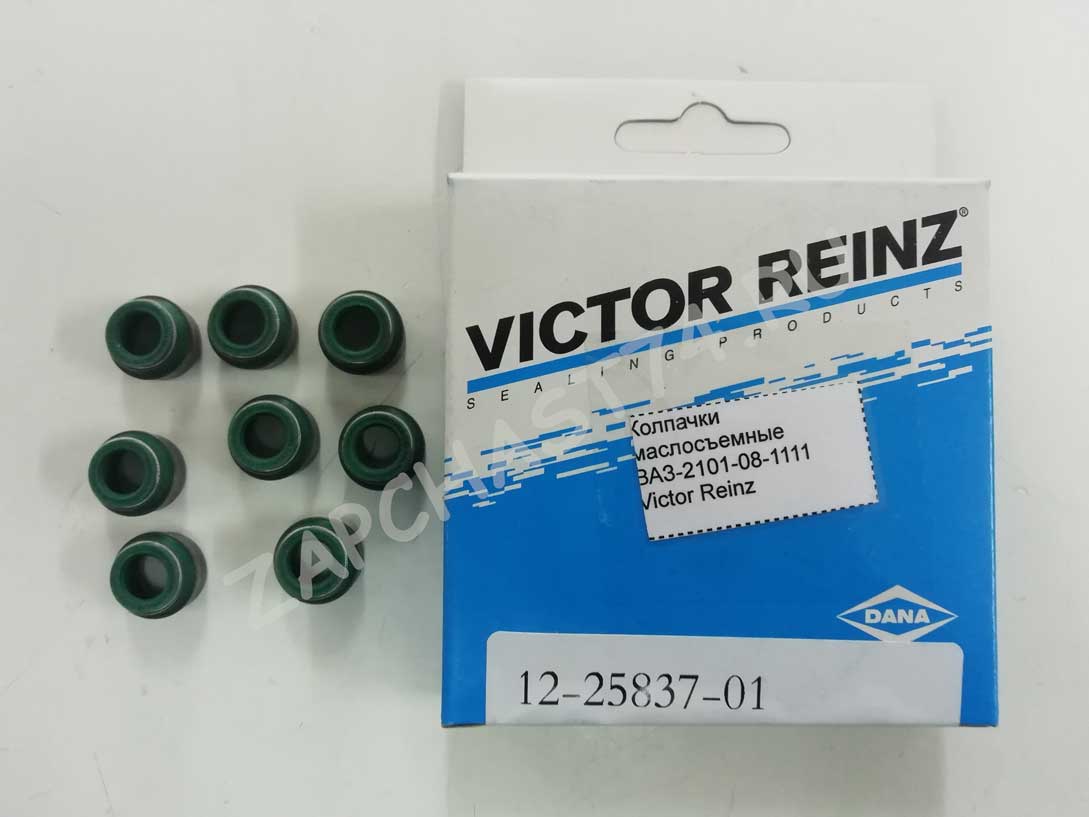 VICTOR REINZ®
SEALING PRODUCTS
Колпачки
маслосъемные
ВАЗ-2101-08-1111
Victor Reinz
DANA
12-25837-01
ZAPCHAST74.RU